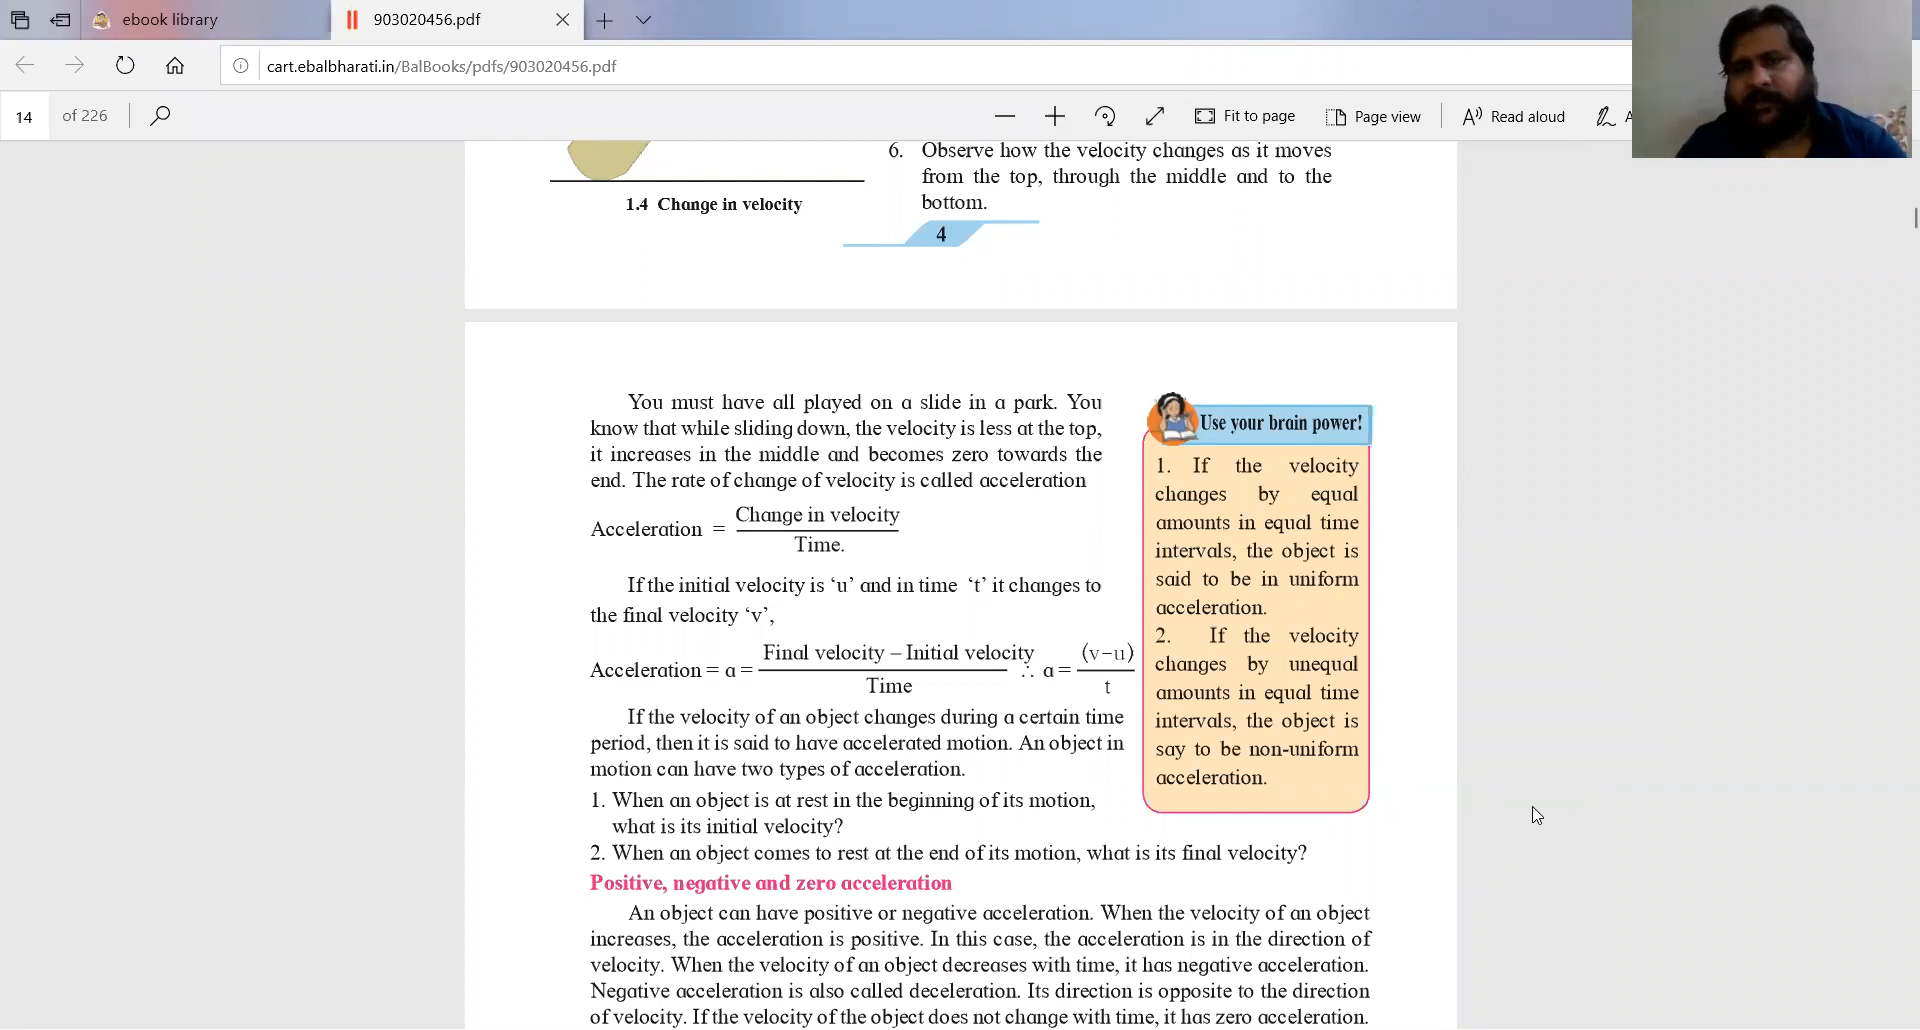 ebook library
903020456.pdf
cart.ebalbharati.in/BalBooks/pdfs/903020456.pdf
14 of 226
Fit to page
Page view
Read aloud
A
6. Observe how the velocity changes as it moves
from the top, through the middle and to the
bottom.
1.4 Change in velocity
4
You must have all played on a slide in a park. You
know that while sliding down, the velocity is less at the top,
it increases in the middle and becomes zero towards the
end. The rate of change of velocity is called acceleration
Acceleration = Change in velocity
Time.
If the initial velocity is ‘u’ and in time ‘t’ it changes to
the final velocity ‘v’,
Acceleration = a = Final velocity – Initial velocity ∴ a = (v−u)
Time t
If the velocity of an object changes during a certain time
period, then it is said to have accelerated motion. An object in
motion can have two types of acceleration.
1. When an object is at rest in the beginning of its motion,
what is its initial velocity?
2. When an object comes to rest at the end of its motion, what is its final velocity?
Use your brain power!
1. If the velocity
changes by equal
amounts in equal time
intervals, the object is
said to be in uniform
acceleration.
2. If the velocity
changes by unequal
amounts in equal time
intervals, the object is
say to be non-uniform
acceleration.
Positive, negative and zero acceleration
An object can have positive or negative acceleration. When the velocity of an object
increases, the acceleration is positive. In this case, the acceleration is in the direction of
velocity. When the velocity of an object decreases with time, it has negative acceleration.
Negative acceleration is also called deceleration. Its direction is opposite to the direction
of velocity. If the velocity of the object does not change with time, it has zero acceleration.